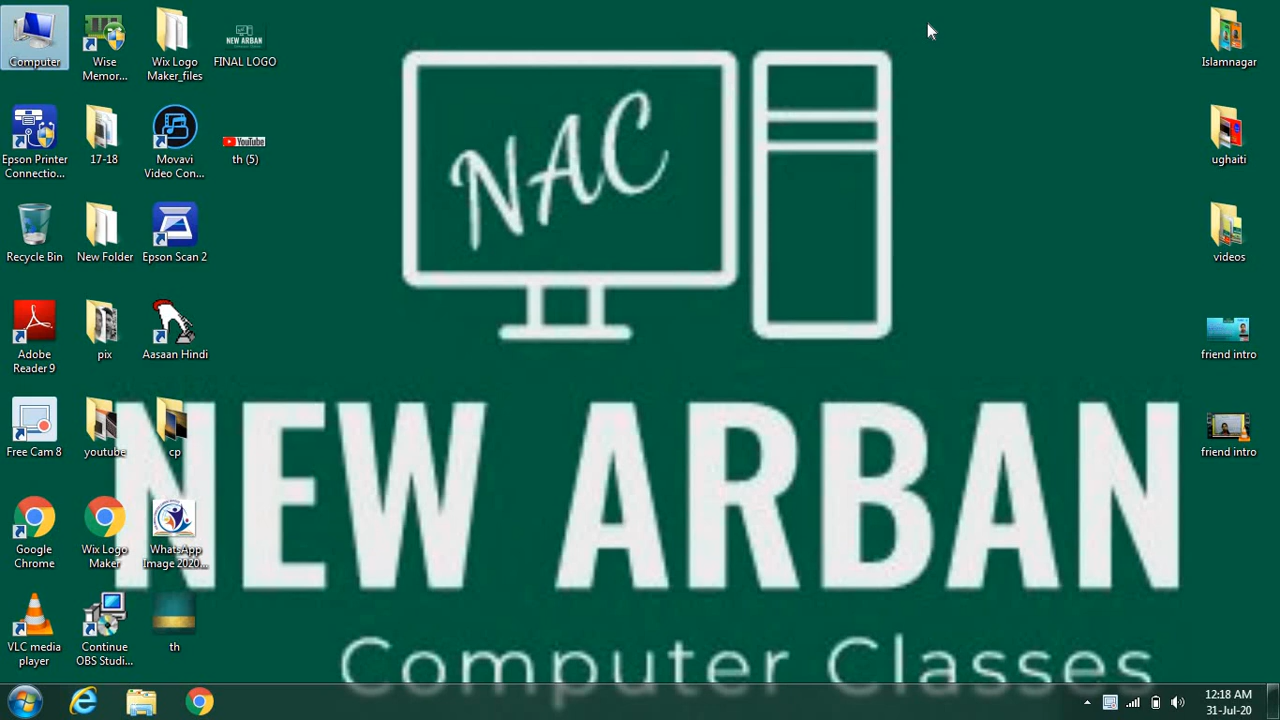 Computer
Wise Memor...
Wix Logo Maker_files
FINAL LOGO
NEW ARBAN
Islamnagar
Epson Printer Connectio...
17-18
Movavi Video Con...
YouTube
th (5)
ughaiti
Recycle Bin
New Folder
Epson Scan 2
videos
Adobe Reader 9
pix
Aasaan Hindi
friend intro
Free Cam 8
youtube
cp
friend intro
Google Chrome
Wix Logo Maker
WhatsApp Image 2020...
VLC media player
Continue OBS Studi...
th
NAC
NEW ARBAN
Computer Classes
12:18 AM
31-Jul-20